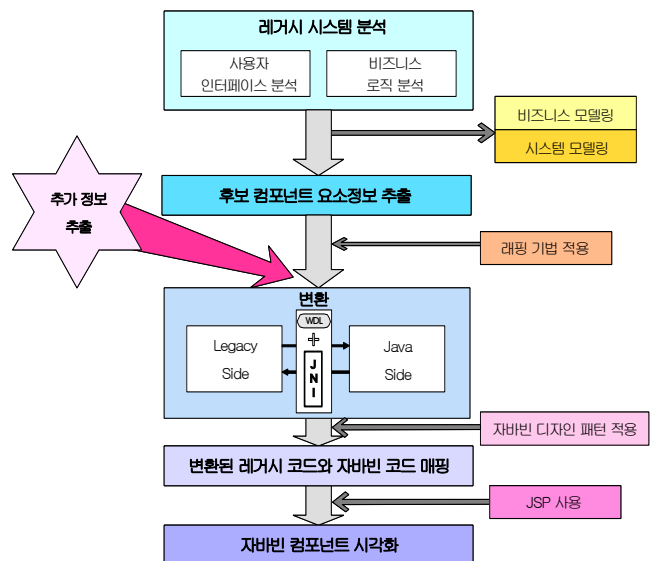 레거시 시스템 분석
사용자
인터페이스 분석
비즈니스
로직 분석
비즈니스 모델링
시스템 모델링
추가 정보
추출
후보 컴포넌트 요소정보 추출
래핑 기법 적용
변환
WDL
+
Legacy
Side
J
N
I
Java
Side
자바빈 디자인 패턴 적용
변환된 레거시 코드와 자바빈 코드 매핑
JSP 사용
자바빈 컴포넌트 시각화